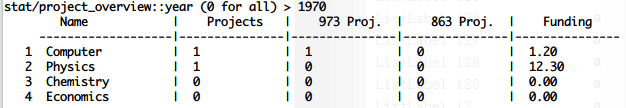 stat/project_overview::year (0 for all) > 1970
Name | Projects | 973 Proj. | 863 Proj. | Funding
--------------------|----------------|----------------|----------------|---------------
1 Computer | 1 | 1 | 0 | 1.20
2 Physics | 1 | 0 | 0 | 12.30
3 Chemistry | 0 | 0 | 0 | 0.00
4 Economics | 0 | 0 | 0 | 0.00